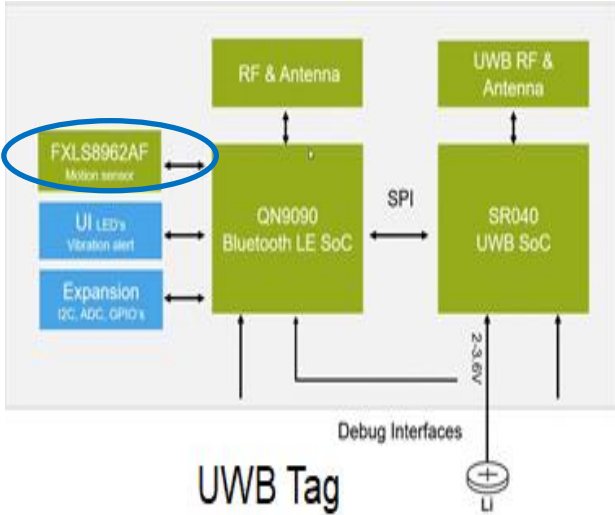 RF & Antenna
UWB RF &
Antenna
FXLS8962AF
Motion sensor
UI LED's
Vibration alert
Expansion
I2C, ADC, GPIO's
QN9090
Bluetooth LE SoC
SPI
SR040
UWB SoC
2~3.6V
Debug Interfaces
UWB Tag
Li